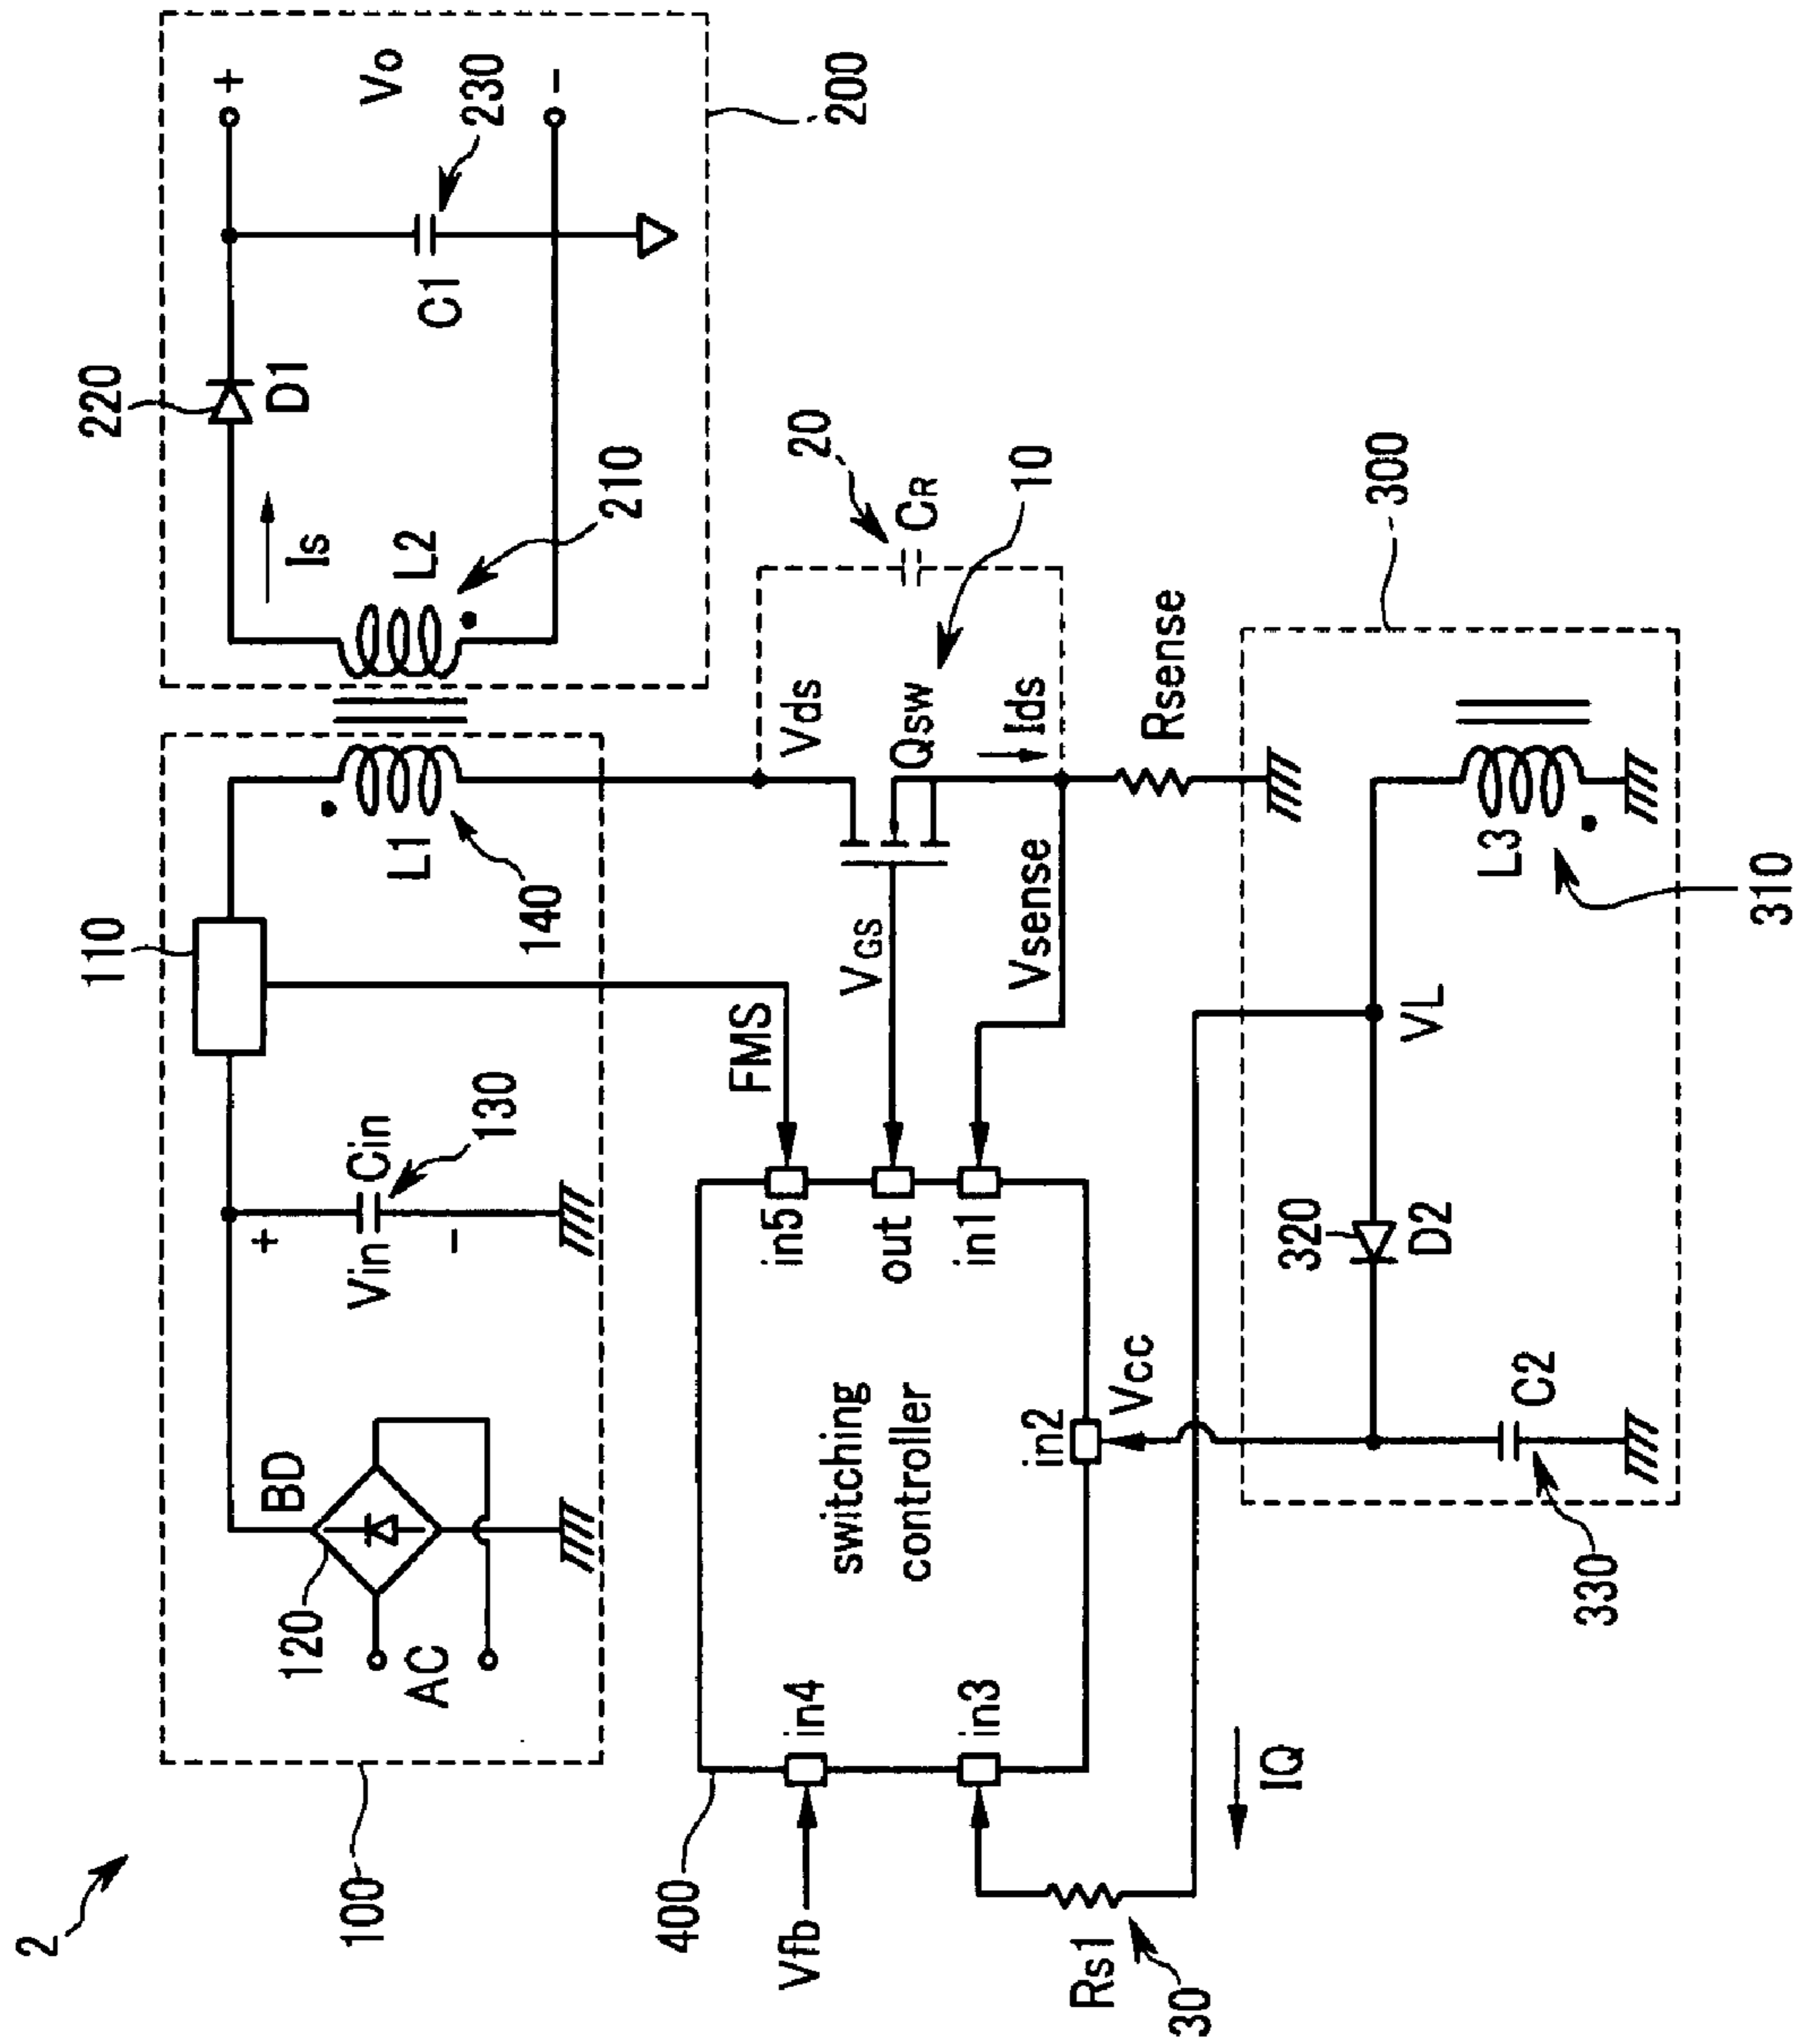 2
100
120
BD
AC
+
Vin
-
Cin
130
110
L1
140
220
D1
Is
L2
210
C1
230
+
Vo
-
200
400
switching
controller
in4
Vfb
in3
in5
out
in1
in2
FMS
VGS
Vsense
Vds
Qsw
Ids
20
CR
10
Rsense
Vcc
Rs1
30
IQ
300
320
D2
VL
L3
310
C2
330